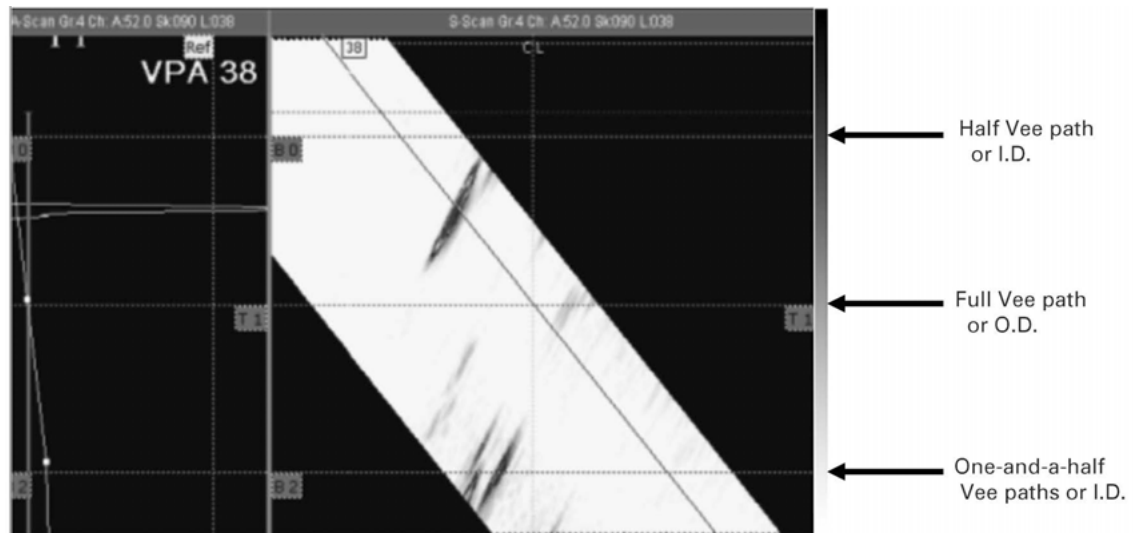 A-Scan Gr:4 Ch: A:52.0 Sk:090 L:038
S-Scan Gr:4 Ch: A:52.0 Sk:090 L:038
Ref
VPA 38
38
CL
B 0
T 1
T 1
B 2
Half Vee path
or I.D.
Full Vee path
or O.D.
One-and-a-half
Vee paths or I.D.